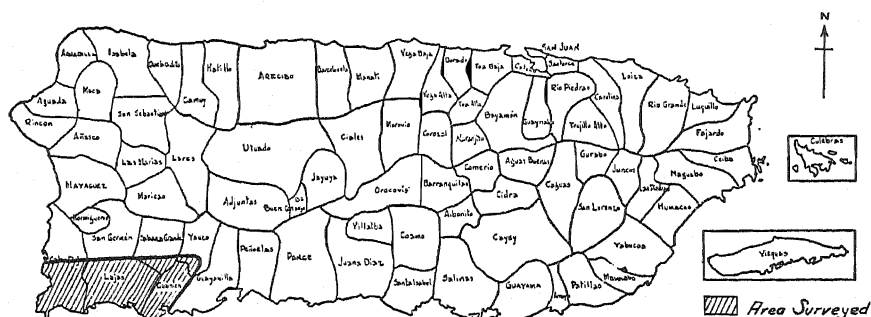 N
SAN JUAN
Aguadilla
Isabela
Quebradilla
Camuy
Hatillo
ARECIBO
Barceloneta
Manati
Vega Baja
Vega Alta
Dorado
Toa Baja
Toa Alta
Cataño
Santurce
Bayamon
Guaynabo
Rio Piedras
Trujillo Alto
Carolina
Loiza
Rio Grande
Luquillo
Fajardo
Ceiba
Culebras
Aguada
Moca
Rincon
Añasco
San Sebastian
Las Marias
Lares
Utuado
Ciales
Morovis
Corozal
Naranjito
Comerio
Aguas Buenas
Gurabo
Juncos
Las Piedras
Naguabo
Humacao
MAYAGUEZ
Maricao
Adjuntas
Jayuya
Orocovis
Barranquitas
Cidra
Caguas
San Lorenzo
Hormigueros
San Germán
Sabana Grande
Yauco
Guayanilla
Peñuelas
PONCE
Villalba
Juana Diaz
Coamo
Aibonito
Cayey
Yabucoa
Maunabo
Patillas
Arroyo
GUAYAMA
Salinas
Santa Isabel
Lajas
Guanica
Vieques
Area Surveyed